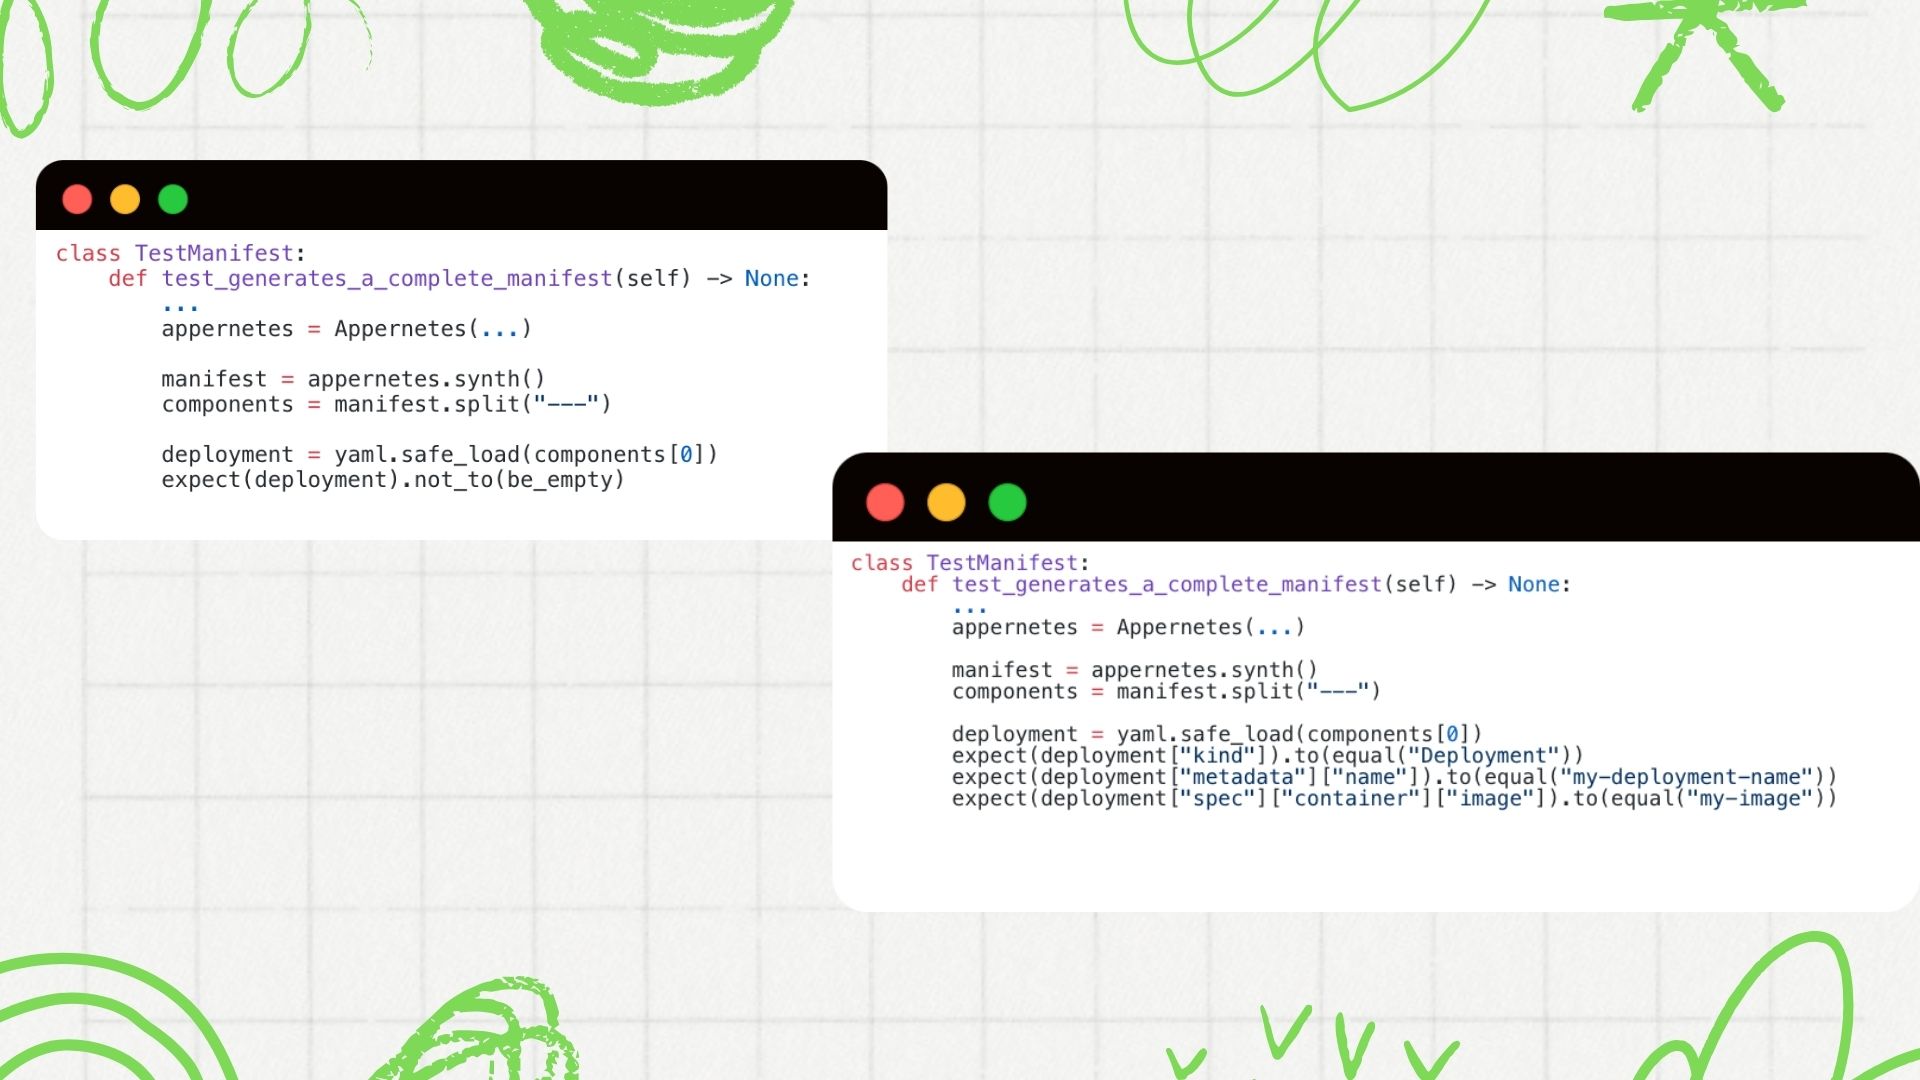 class TestManifest:
    def test_generates_a_complete_manifest(self) -> None:
        ...
        appernetes = Appernetes(...)

        manifest = appernetes.synth()
        components = manifest.split("---")

        deployment = yaml.safe_load(components[0])
        expect(deployment).not_to(be_empty)

class TestManifest:
    def test_generates_a_complete_manifest(self) -> None:
        ...
        appernetes = Appernetes(...)

        manifest = appernetes.synth()
        components = manifest.split("---")

        deployment = yaml.safe_load(components[0])
        expect(deployment["kind"]).to(equal("Deployment"))
        expect(deployment["metadata"]["name"]).to(equal("my-deployment-name"))
        expect(deployment["spec"]["container"]["image"]).to(equal("my-image"))